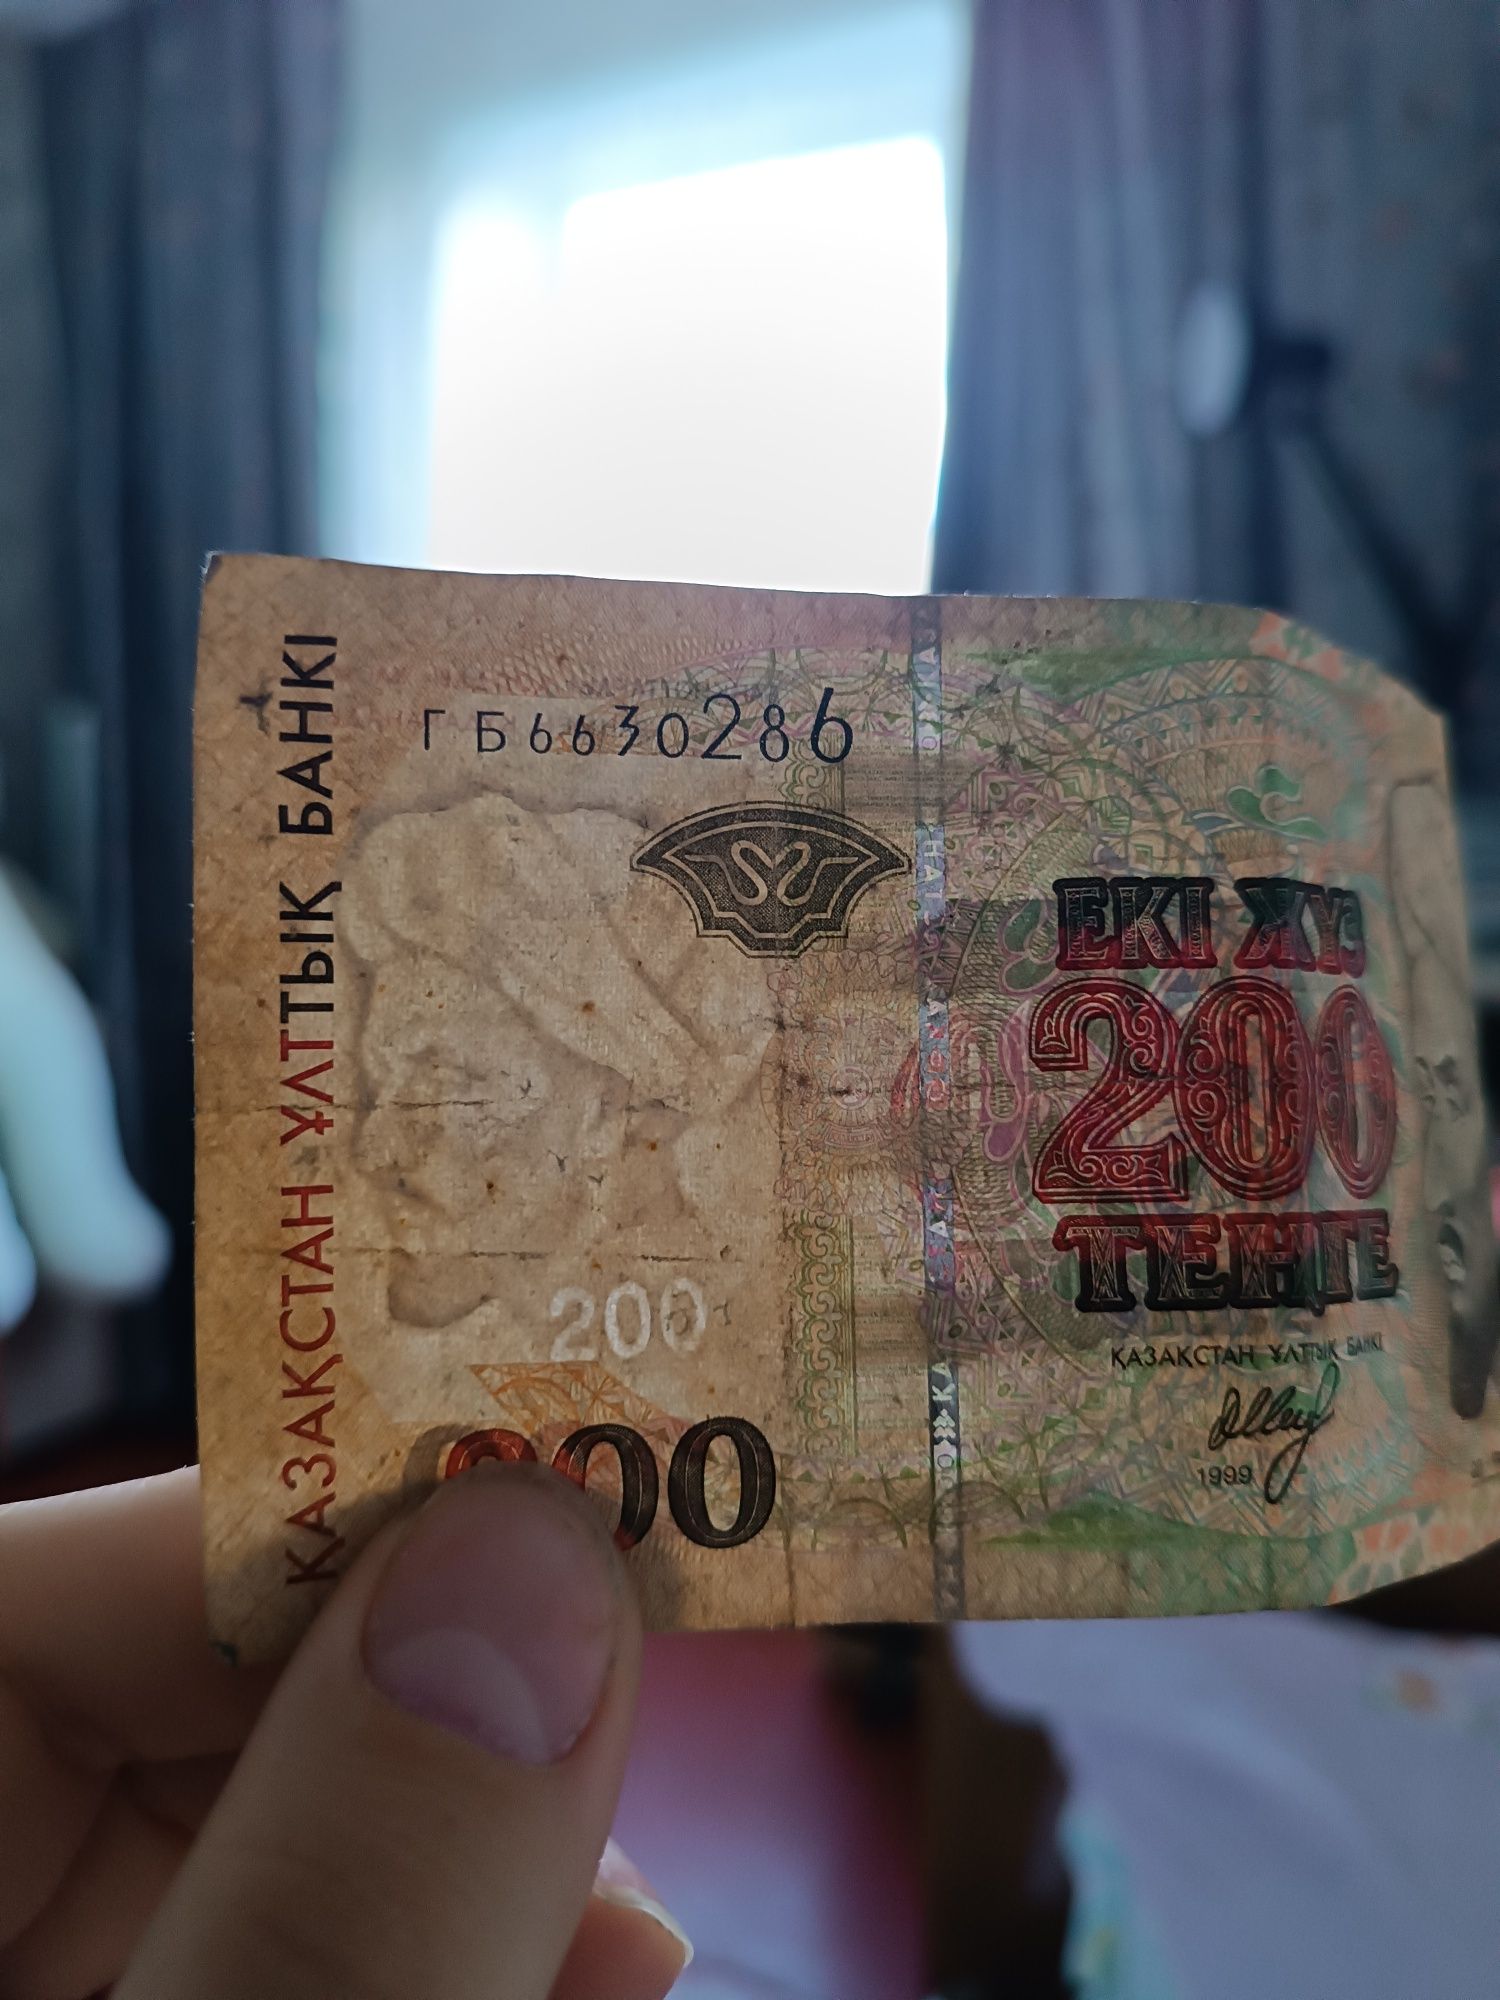 ҚАЗАҚСТАН ҰЛТТЫҚ БАНКІ
ГБ6630286
ЕКІ ЖҮЗ
200
ТЕҢГЕ
ҚАЗАҚСТАН ҰЛТТЫҚ БАНКІ
1999
200
200